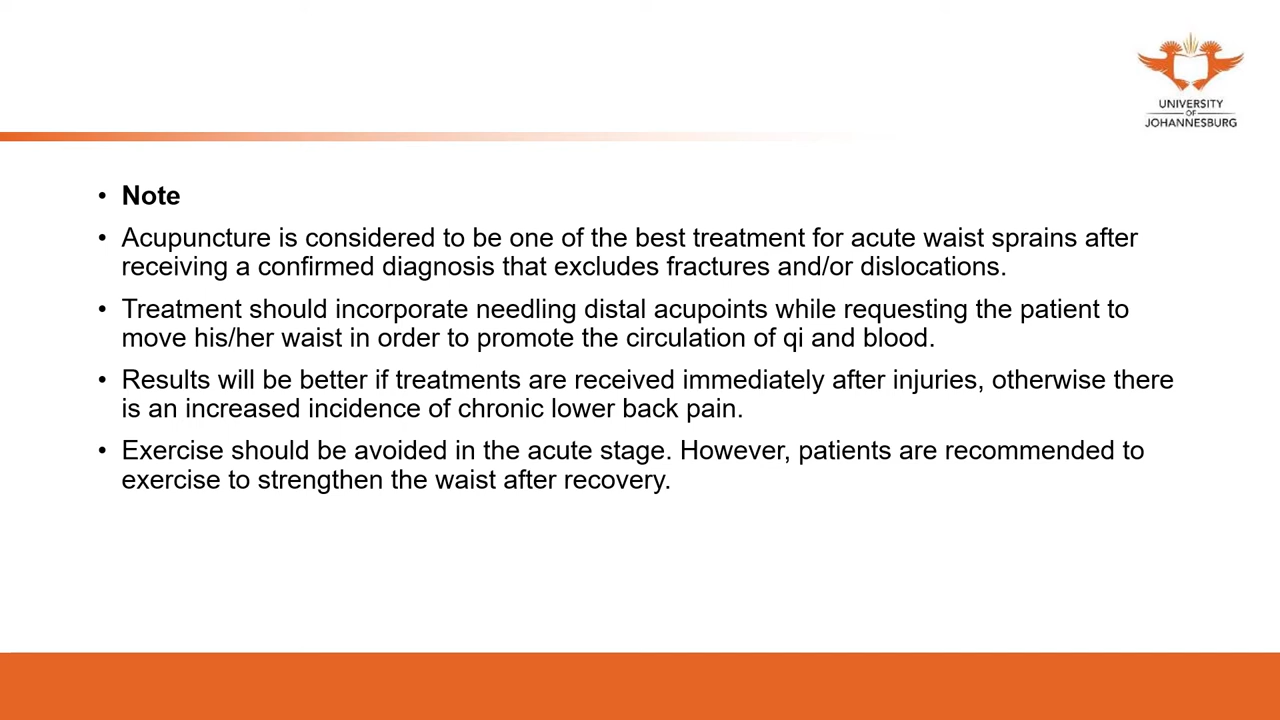 UNIVERSITY
OF
JOHANNESBURG
• Note
• Acupuncture is considered to be one of the best treatment for acute waist sprains after
receiving a confirmed diagnosis that excludes fractures and/or dislocations.
• Treatment should incorporate needling distal acupoints while requesting the patient to
move his/her waist in order to promote the circulation of qi and blood.
• Results will be better if treatments are received immediately after injuries, otherwise there
is an increased incidence of chronic lower back pain.
• Exercise should be avoided in the acute stage. However, patients are recommended to
exercise to strengthen the waist after recovery.